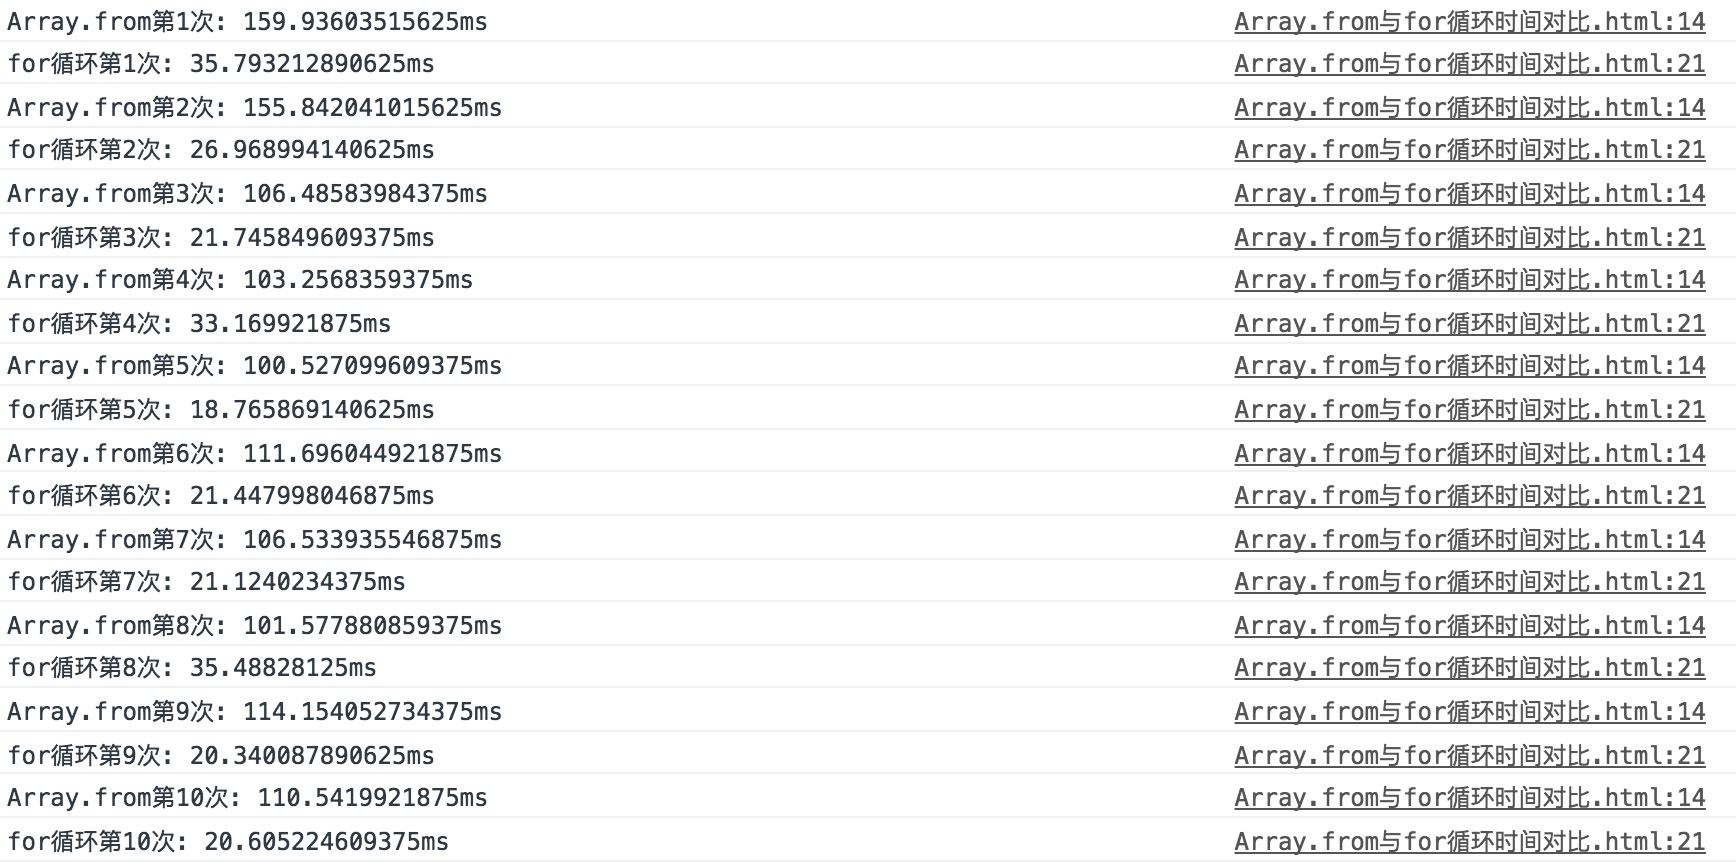 Array.from第1次: 159.93603515625ms Array.from与for循环时间对比.html:14
for循环第1次: 35.793212890625ms Array.from与for循环时间对比.html:21
Array.from第2次: 155.842041015625ms Array.from与for循环时间对比.html:14
for循环第2次: 26.968994140625ms Array.from与for循环时间对比.html:21
Array.from第3次: 106.48583984375ms Array.from与for循环时间对比.html:14
for循环第3次: 21.745849609375ms Array.from与for循环时间对比.html:21
Array.from第4次: 103.2568359375ms Array.from与for循环时间对比.html:14
for循环第4次: 33.169921875ms Array.from与for循环时间对比.html:21
Array.from第5次: 100.527099609375ms Array.from与for循环时间对比.html:14
for循环第5次: 18.765869140625ms Array.from与for循环时间对比.html:21
Array.from第6次: 111.696044921875ms Array.from与for循环时间对比.html:14
for循环第6次: 21.447998046875ms Array.from与for循环时间对比.html:21
Array.from第7次: 106.533935546875ms Array.from与for循环时间对比.html:14
for循环第7次: 21.1240234375ms Array.from与for循环时间对比.html:21
Array.from第8次: 101.577880859375ms Array.from与for循环时间对比.html:14
for循环第8次: 35.48828125ms Array.from与for循环时间对比.html:21
Array.from第9次: 114.154052734375ms Array.from与for循环时间对比.html:14
for循环第9次: 20.340087890625ms Array.from与for循环时间对比.html:21
Array.from第10次: 110.5419921875ms Array.from与for循环时间对比.html:14
for循环第10次: 20.605224609375ms Array.from与for循环时间对比.html:21